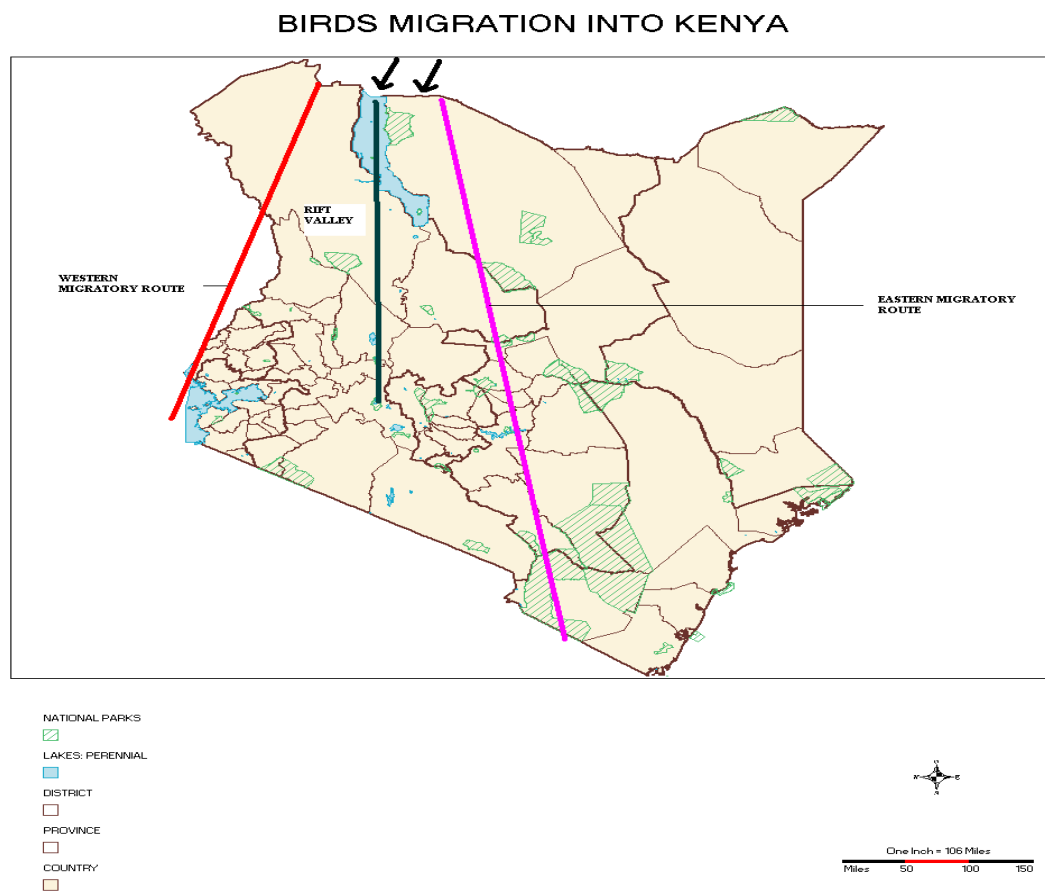 BIRDS MIGRATION INTO KENYA
RIFT
VALLEY
WESTERN
MIGRATORY ROUTE
EASTERN MIGRATORY
ROUTE
NATIONAL PARKS
LAKES: PERENNIAL
DISTRICT
PROVINCE
COUNTRY
One Inch = 106 Miles
Miles 50 100 150